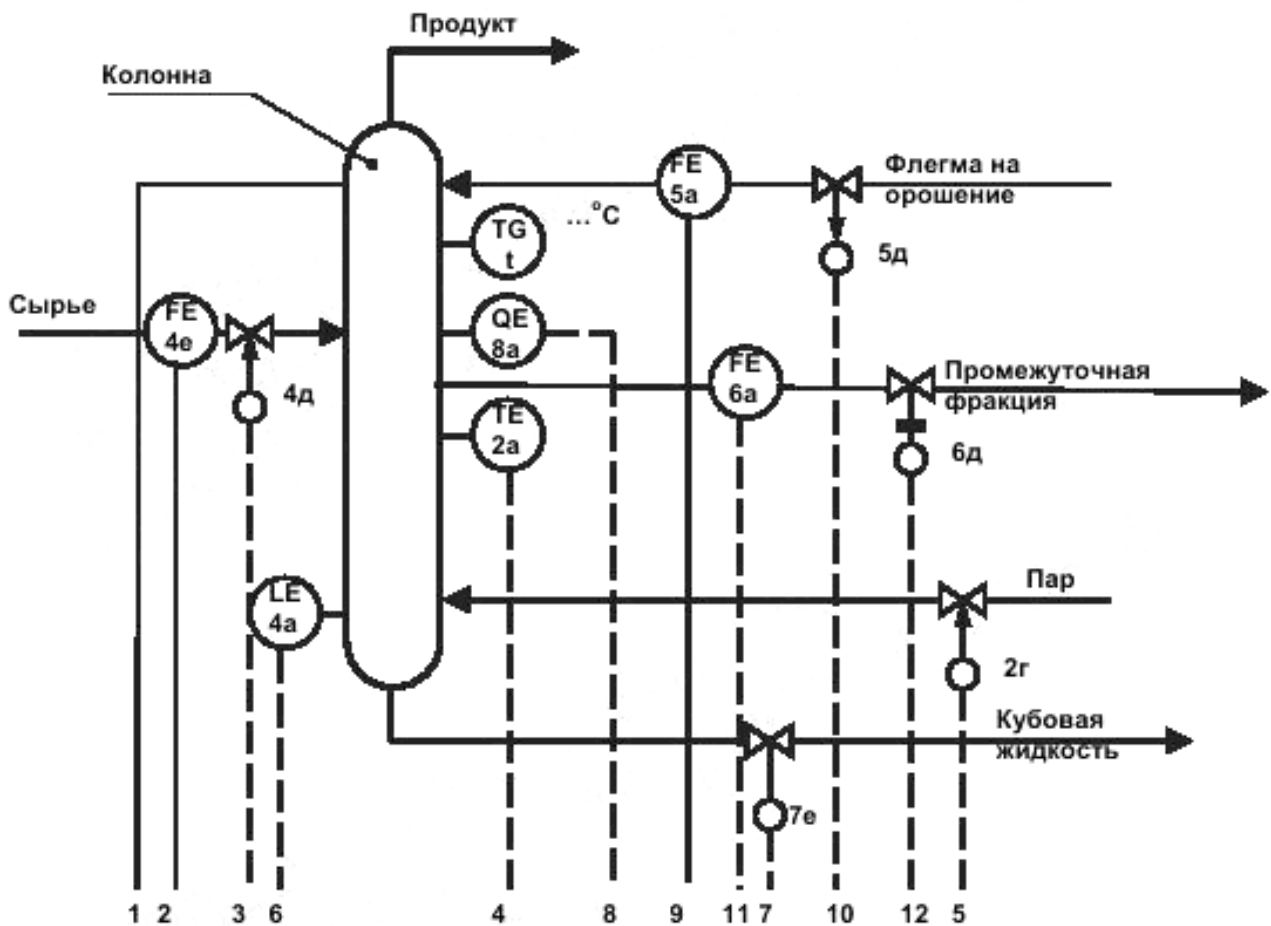 Продукт
Колонна
FE
5а
Флегма на
орошение
...°C
TG
t
5д
Сырье
FE
4е
QE
8а
4д
FE
6а
Промежуточная
фракция
TE
2а
6д
LE
4а
Пар
2г
Кубовая
жидкость
7е
1 2 3 6 4 8 9 11 7 10 12 5